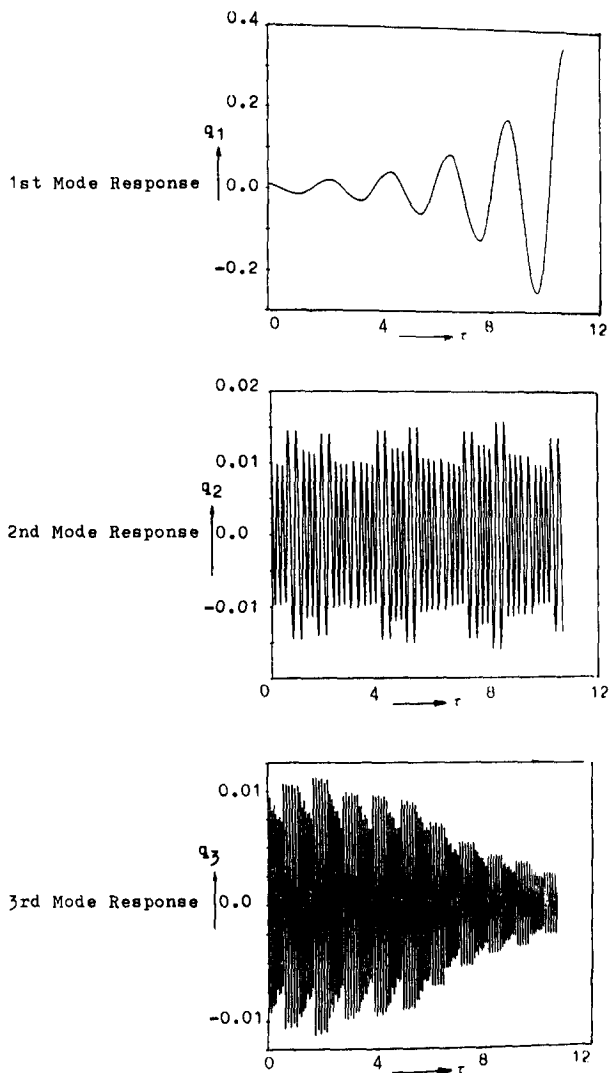 0.4
0.2
q1
1st Mode Response
0.0
-0.2
0 4 8 12
τ
0.02
0.01
q2
2nd Mode Response
0.0
-0.01
0 4 8 12
τ
0.01
q3
3rd Mode Response
0.0
-0.01
0 4 8 12
τ